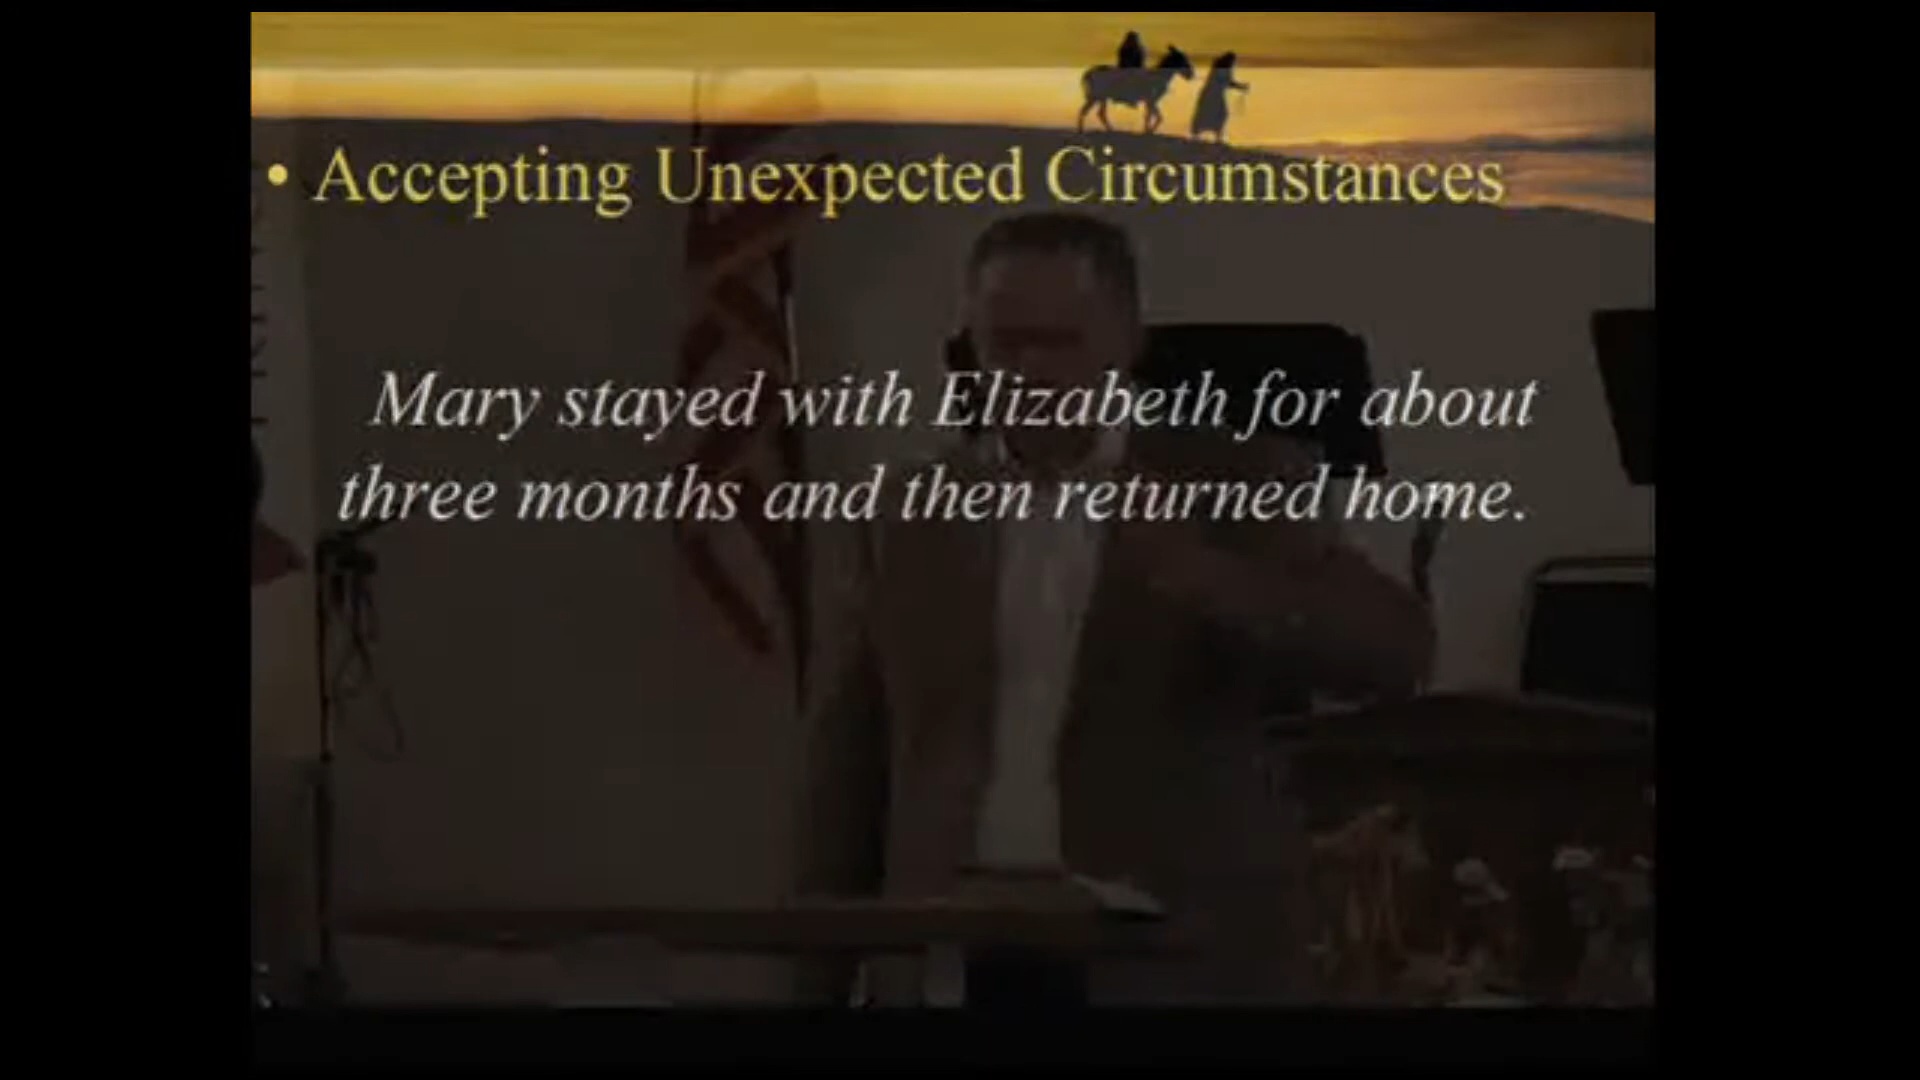 • Accepting Unexpected Circumstances
Mary stayed with Elizabeth for about
three months and then returned home.